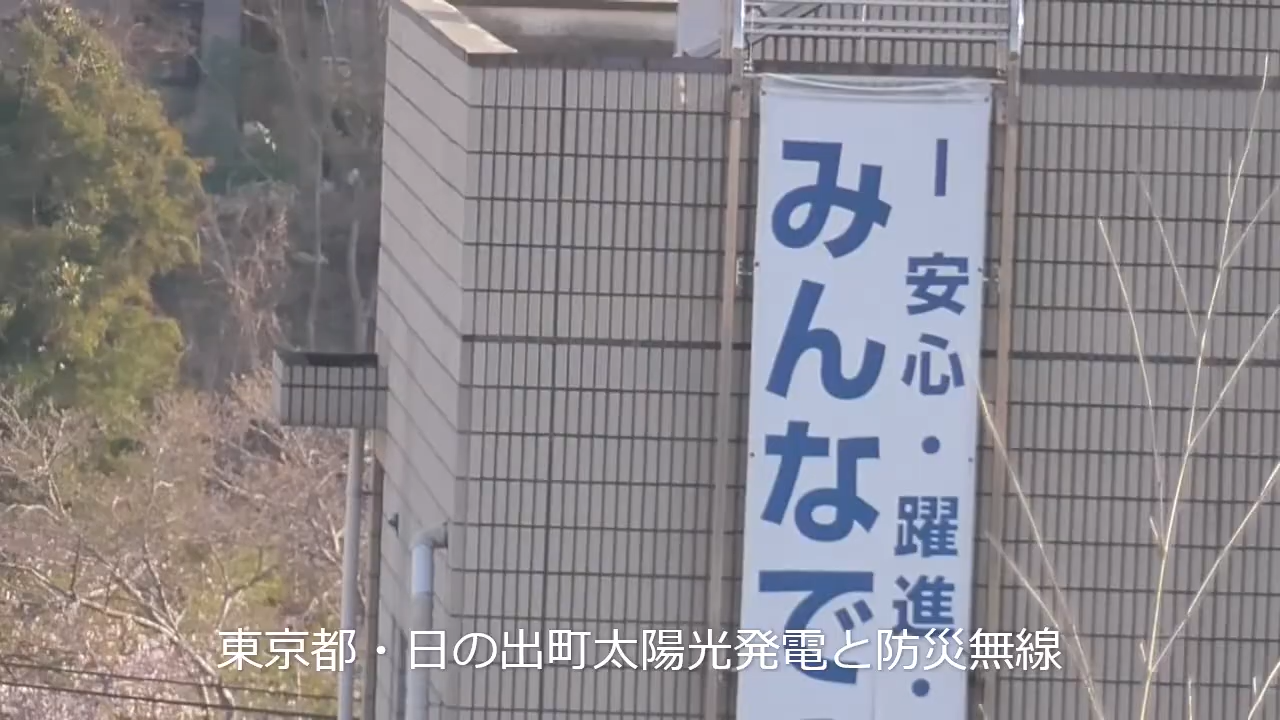 ー安心・躍進・
みんなで
東京都・日の出町太陽光発電と防災無線